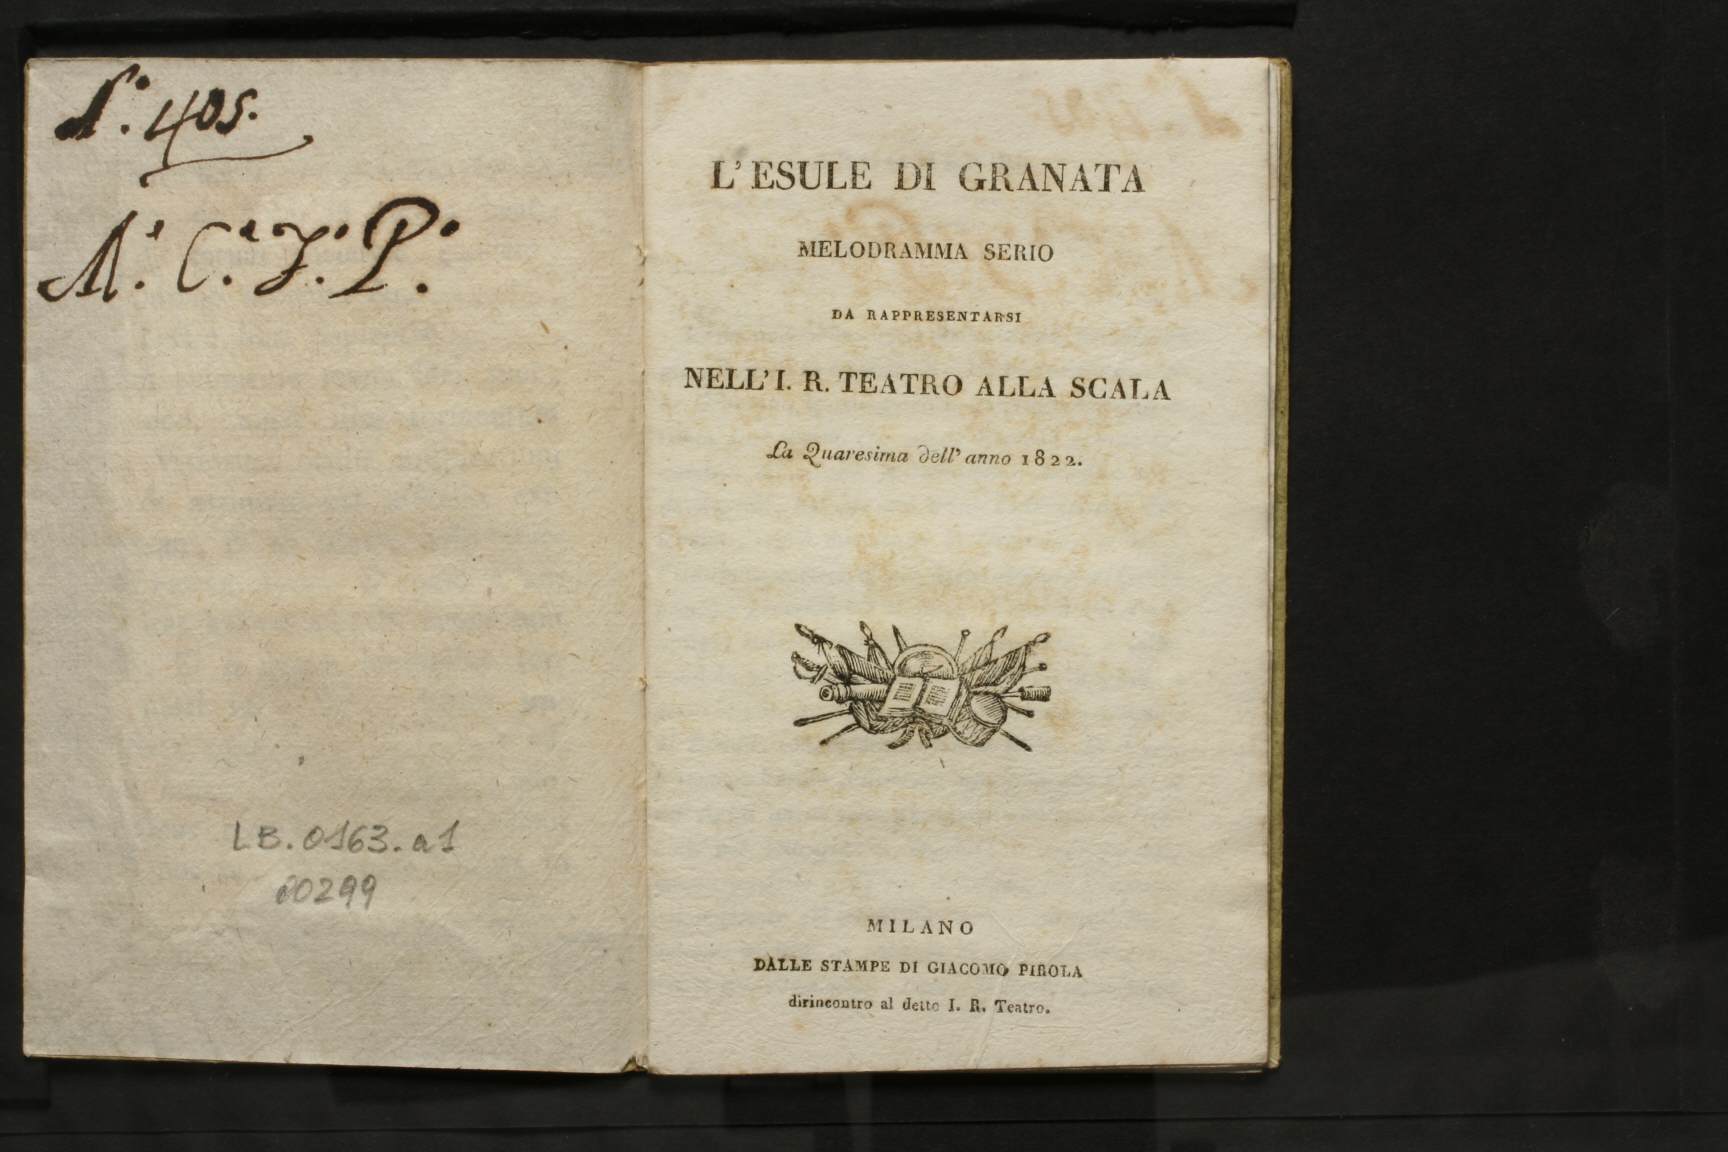 N.º 405.
A.' C.' F.º P.º
LB.0163.a1
00299
L'ESULE DI GRANATA
MELODRAMMA SERIO
DA RAPPRESENTARSI
NELL'I. R. TEATRO ALLA SCALA
La Quaresima dell'anno 1822.
MILANO
DALLE STAMPE DI GIACOMO PIROLA
dirincontro al detto I. R. Teatro.